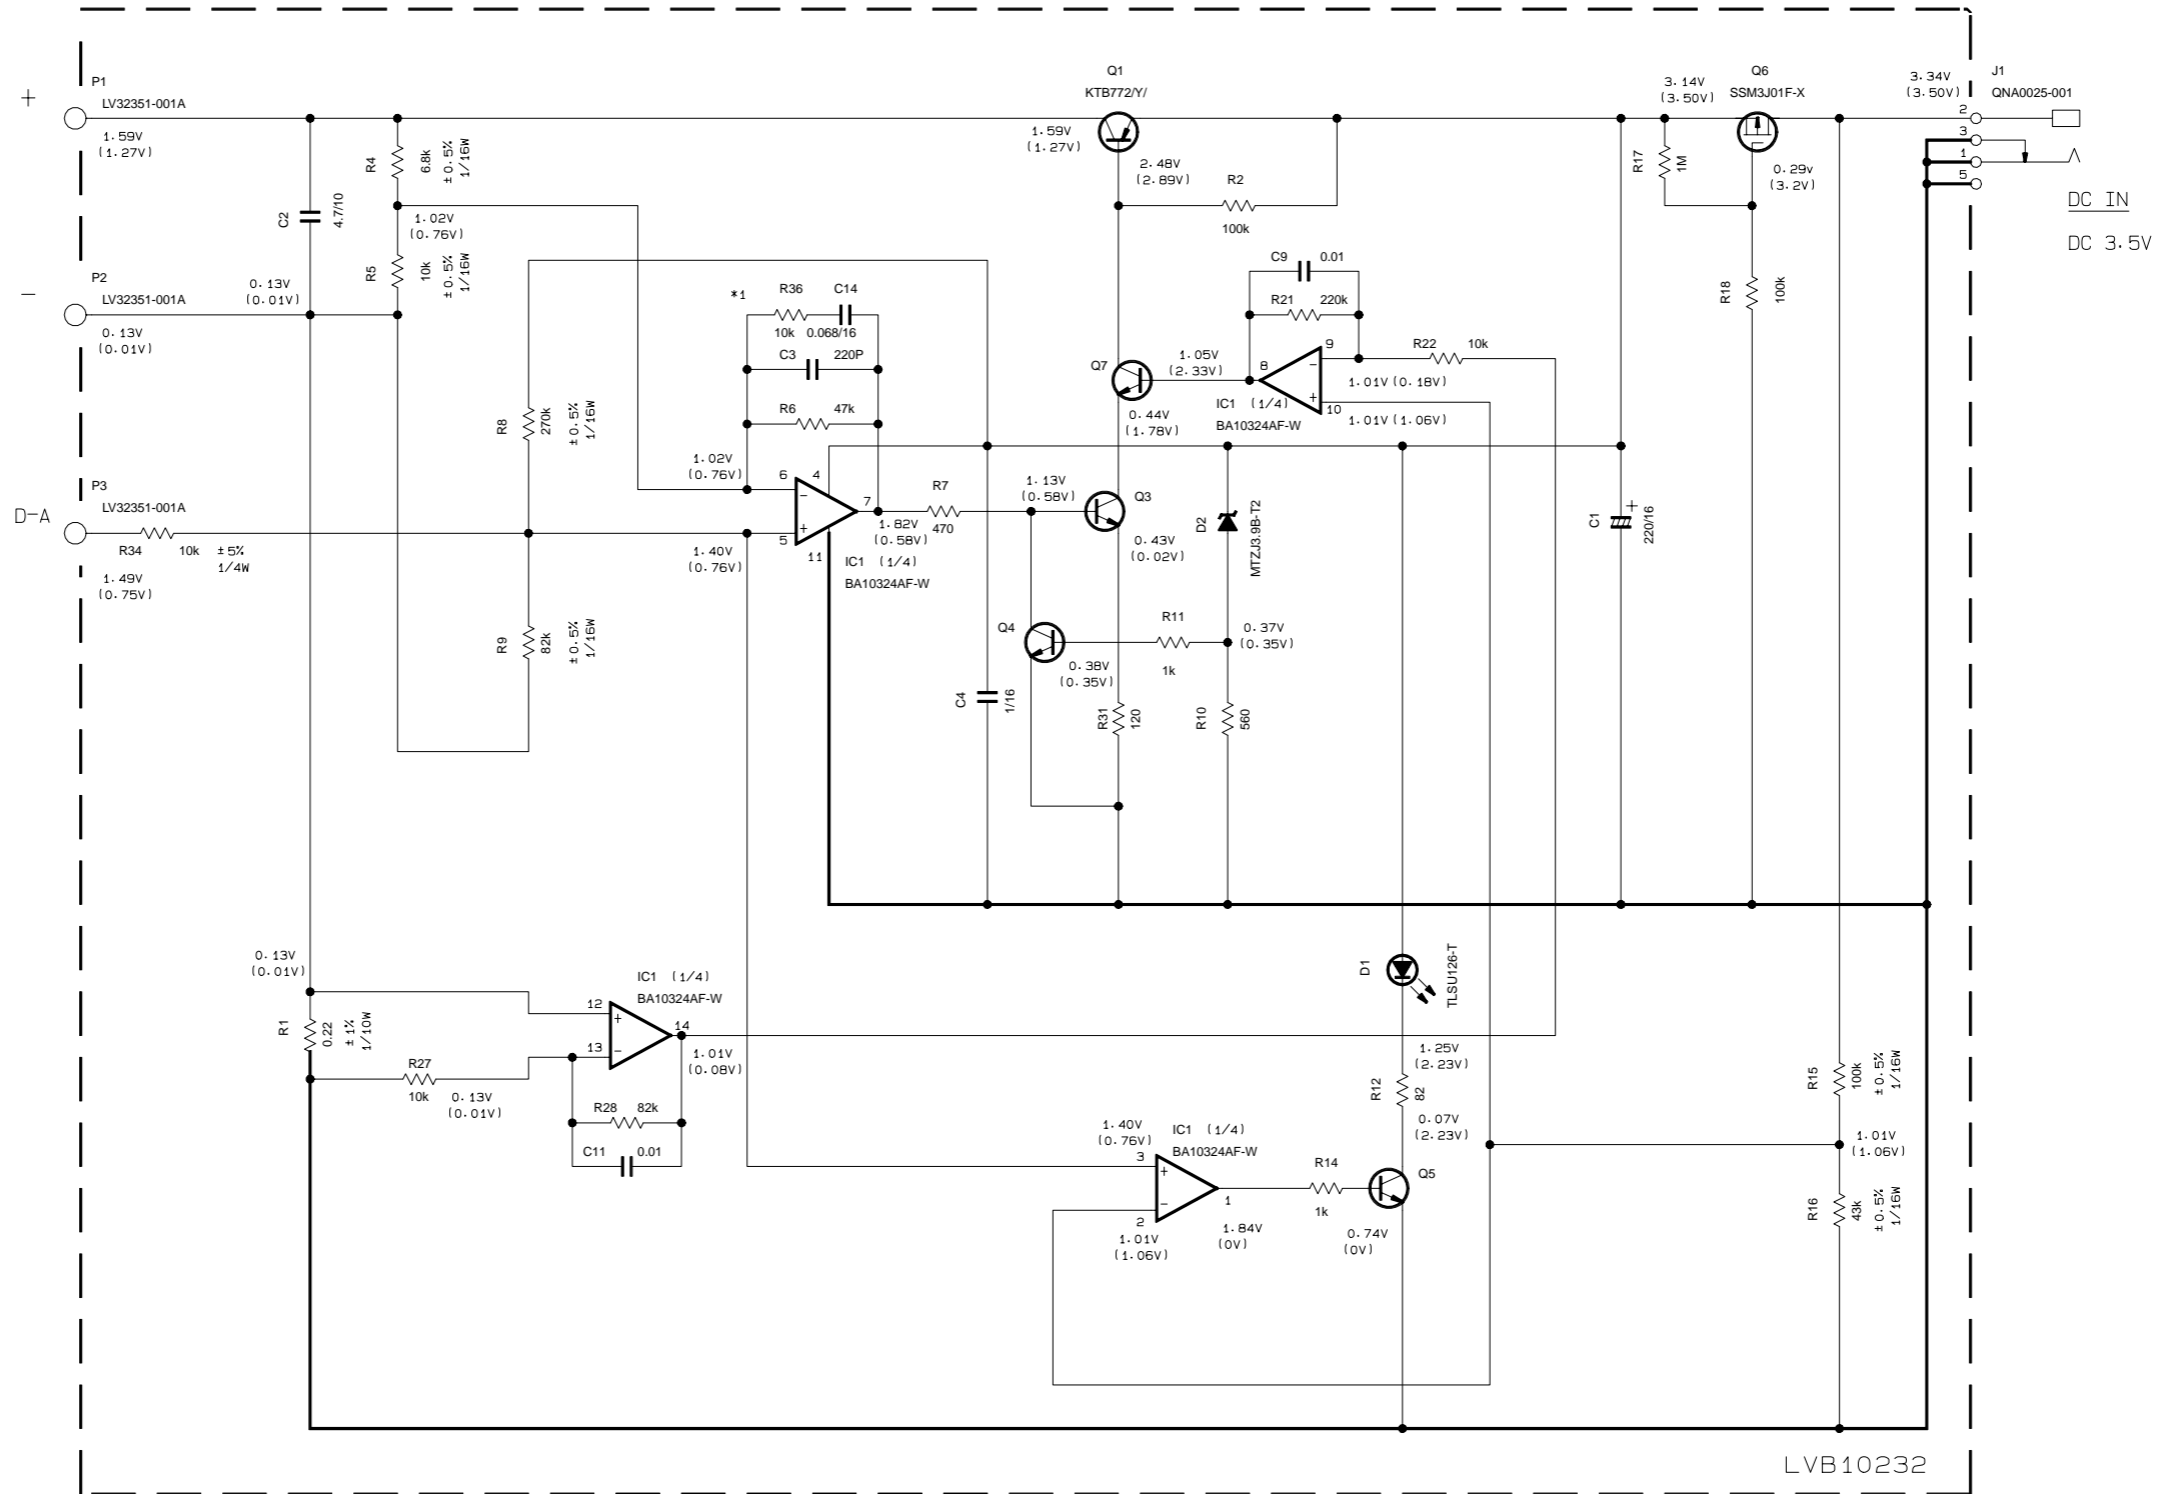 +
P1
LV32351-001A
1.59V
(1.27V)
R4
6.8k
±0.5%
1/16W
C2
4.7/10
1.02V
(0.76V)
R5
10k
±0.5%
1/16W
−
P2
LV32351-001A
0.13V
(0.01V)
0.13V
(0.01V)
D-A
P3
LV32351-001A
R34
10k
±5%
1/4W
1.49V
(0.75V)
R8
270k
±0.5%
1/16W
R9
82k
±0.5%
1/16W
*1
R36
C14
10k
0.068/16
C3
220P
R6
47k
1.02V
(0.76V)
6
4
−
7
+
5
11
1.40V
(0.76V)
1.82V
(0.58V)
IC1 (1/4)
BA10324AF-W
R7
470
1.13V
(0.58V)
Q3
0.43V
(0.02V)
Q4
0.38V
(0.35V)
R11
1k
0.37V
(0.35V)
D2
MTZJ3.9B-T2
C4
1/16
R31
120
R10
560
Q1
KTB772/Y/
1.59V
(1.27V)
2.48V
(2.89V)
R2
100k
C9
0.01
R21
220k
Q7
1.05V
(2.33V)
8
9
−
+
10
R22
10k
1.01V (0.18V)
1.01V (1.06V)
0.44V
(1.78V)
IC1 (1/4)
BA10324AF-W
3.14V
(3.50V)
Q6
SSM3J01F-X
3.34V
(3.50V)
R17
1M
0.29v
(3.2V)
R18
100k
C1
+
220/16
J1
QNA0025-001
2
3
1
5
DC IN
DC 3.5V
0.13V
(0.01V)
R1
0.22
±1%
1/10W
R27
10k
0.13V
(0.01V)
IC1 (1/4)
BA10324AF-W
12
+
14
13
−
1.01V
(0.08V)
R28
82k
C11
0.01
D1
TLSU126-T
1.25V
(2.23V)
R12
82
0.07V
(2.23V)
1.40V
(0.76V)
IC1 (1/4)
BA10324AF-W
3
+
−
2
1
1.01V
(1.06V)
1.84V
(0V)
R14
1k
Q5
0.74V
(0V)
R15
100k
±0.5%
1/16W
1.01V
(1.06V)
R16
43k
±0.5%
1/16W
LVB10232